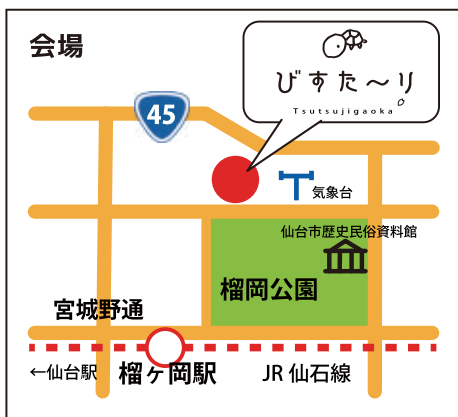 会場
びすた〜り
Tsutsujigaoka
45
気象台
仙台市歴史民俗資料館
榴岡公園
宮城野通
←仙台駅
榴ヶ岡駅
JR 仙石線